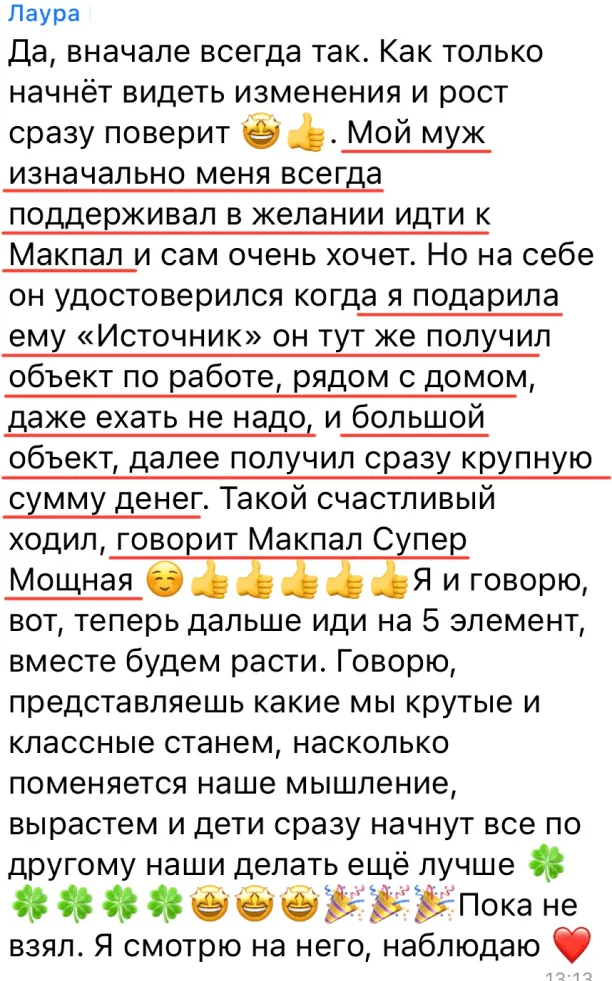 Лаура
Да, вначале всегда так. Как только
начнёт видеть изменения и рост
сразу поверит 🤩👍. Мой муж
изначально меня всегда
поддерживал в желании идти к
Макпал и сам очень хочет. Но на себе
он удостоверился когда я подарила
ему «Источник» он тут же получил
объект по работе, рядом с домом,
даже ехать не надо, и большой
объект, далее получил сразу крупную
сумму денег. Такой счастливый
ходил, говорит Макпал Супер
Мощная ☺️👍👍👍👍👍Я и говорю,
вот, теперь дальше иди на 5 элемент,
вместе будем расти. Говорю,
представляешь какие мы крутые и
классные станем, насколько
поменяется наше мышление,
вырастем и дети сразу начнут все по
другому наши делать ещё лучше 🍀
🍀🍀🍀🍀🤩🤩🤩🎉🎉🎉Пока не
взял. Я смотрю на него, наблюдаю ❤️
13:13